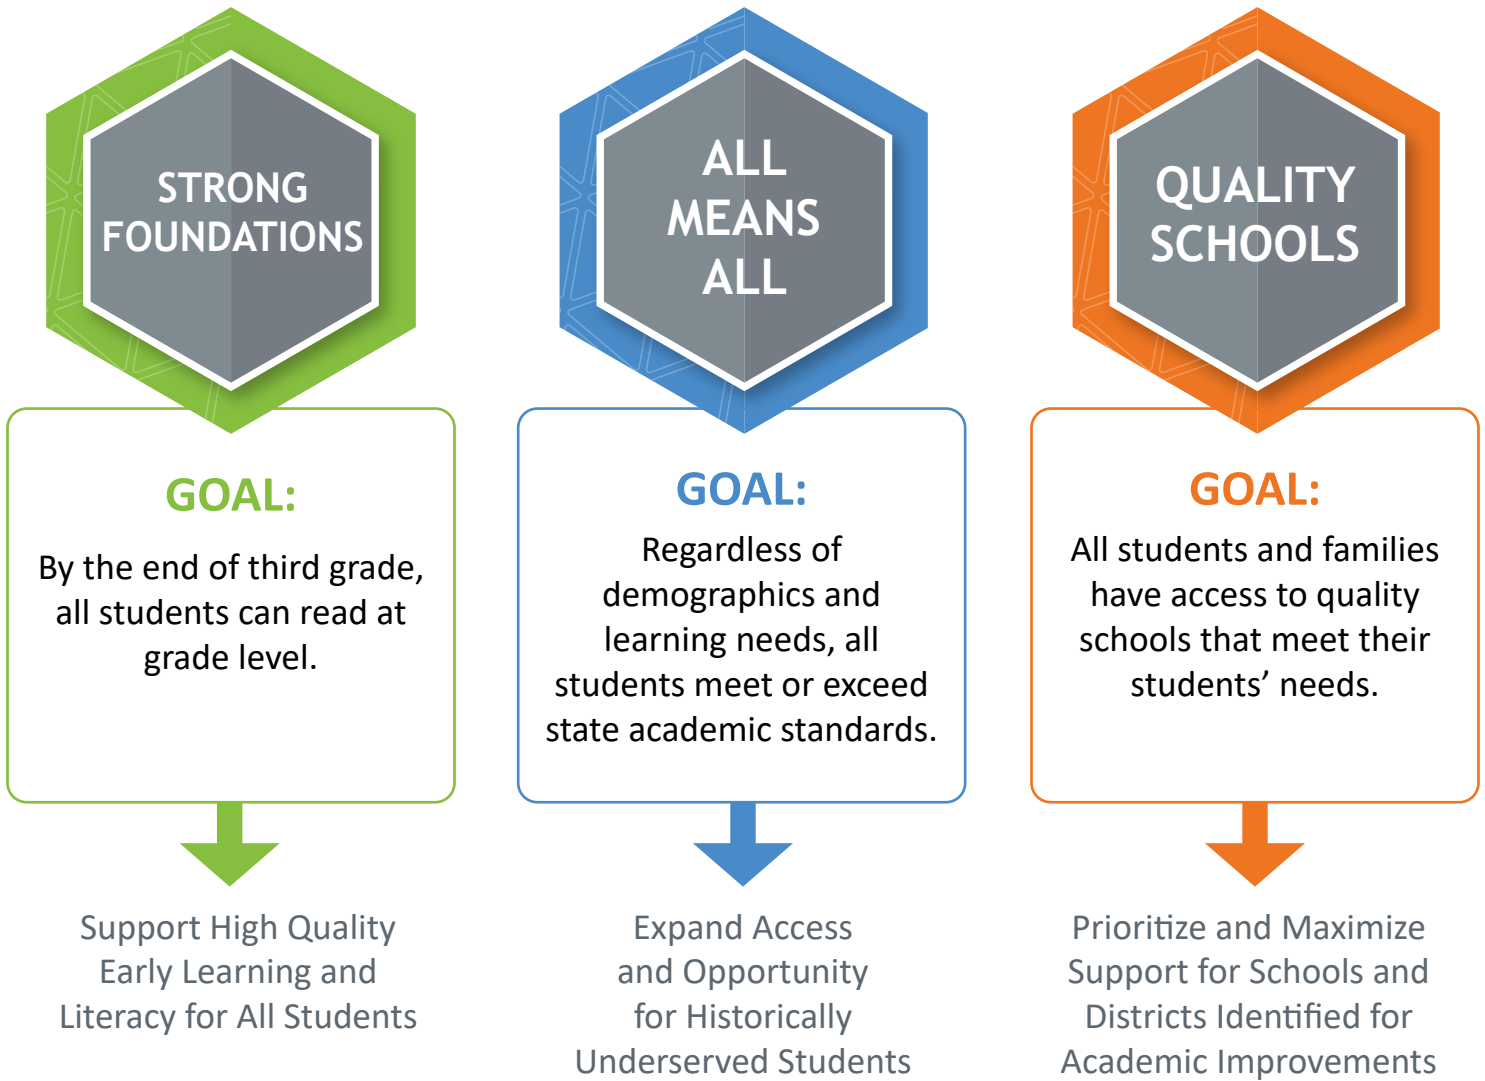 STRONG
FOUNDATIONS
GOAL:
By the end of third grade,
all students can read at
grade level.
Support High Quality
Early Learning and
Literacy for All Students
ALL
MEANS
ALL
GOAL:
Regardless of
demographics and
learning needs, all
students meet or exceed
state academic standards.
Expand Access
and Opportunity
for Historically
Underserved Students
QUALITY
SCHOOLS
GOAL:
All students and families
have access to quality
schools that meet their
students’ needs.
Prioritize and Maximize
Support for Schools and
Districts Identified for
Academic Improvements